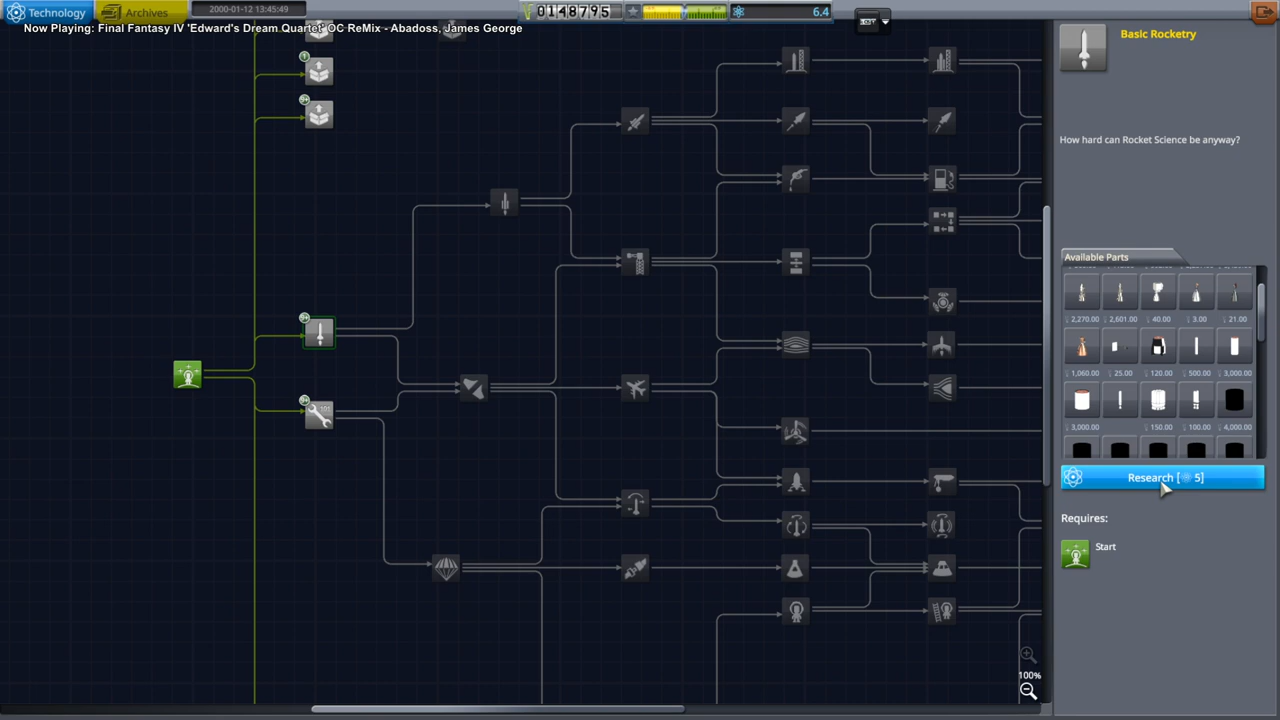 Technology
Archives
2000-01-12 13:45:49
0148795
6.4
Now Playing: Final Fantasy IV 'Edward's Dream Quartet' OC ReMix - Abadoss, James George
Basic Rocketry
How hard can Rocket Science be anyway?
Available Parts
2,270.00 2,601.00 40.00 3.00 21.00
1,060.00 25.00 120.00 500.00 3,000.00
3,000.00 150.00 100.00 4,000.00
Research [ 5]
Requires:
Start
100%